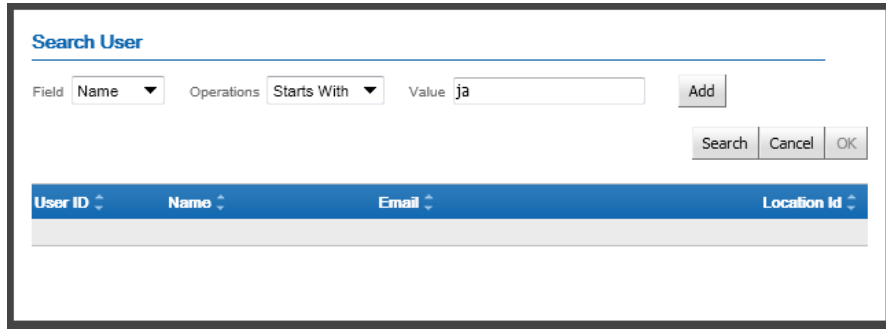 Search User
Field Name Operations Starts With Value ja Add
Search Cancel OK
User ID Name Email Location Id